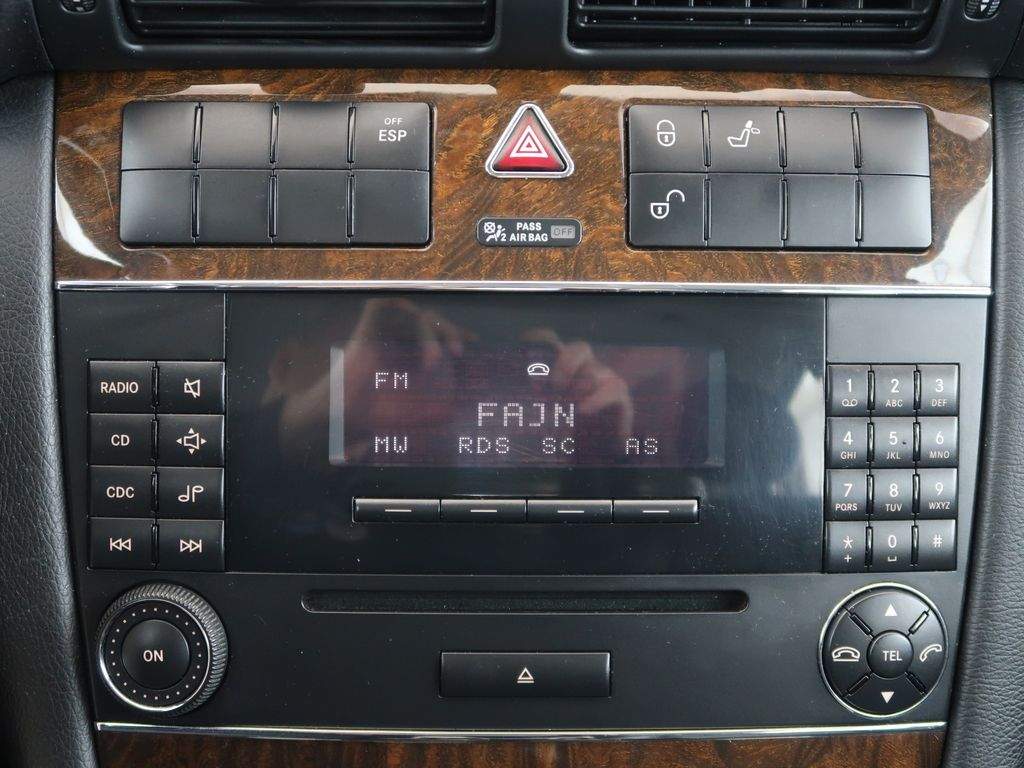 OFF
ESP
PASS
AIR BAG OFF
2
FM
FAJN
MW RDS SC AS
RADIO
CD
CDC
ON
1 2 ABC 3 DEF
4 GHI 5 JKL 6 MNO
7 PQRS 8 TUV 9 WXYZ
* + 0 #
TEL